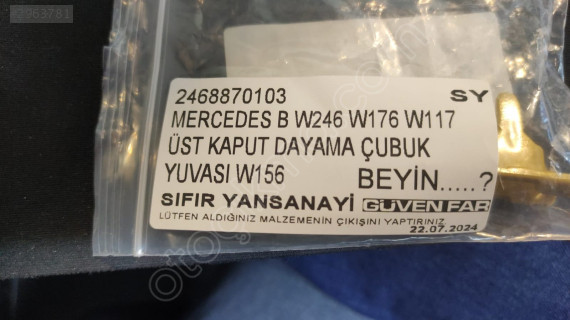 #2963781
2468870103 SY
MERCEDES B W246 W176 W117
ÜST KAPUT DAYAMA ÇUBUK
YUVASI W156 BEYİN.....?
SIFIR YANSANAYİ GÜVEN FAR
LÜTFEN ALDIĞINIZ MALZEMENİN ÇIKIŞINI YAPTIRINIZ
22.07.2024